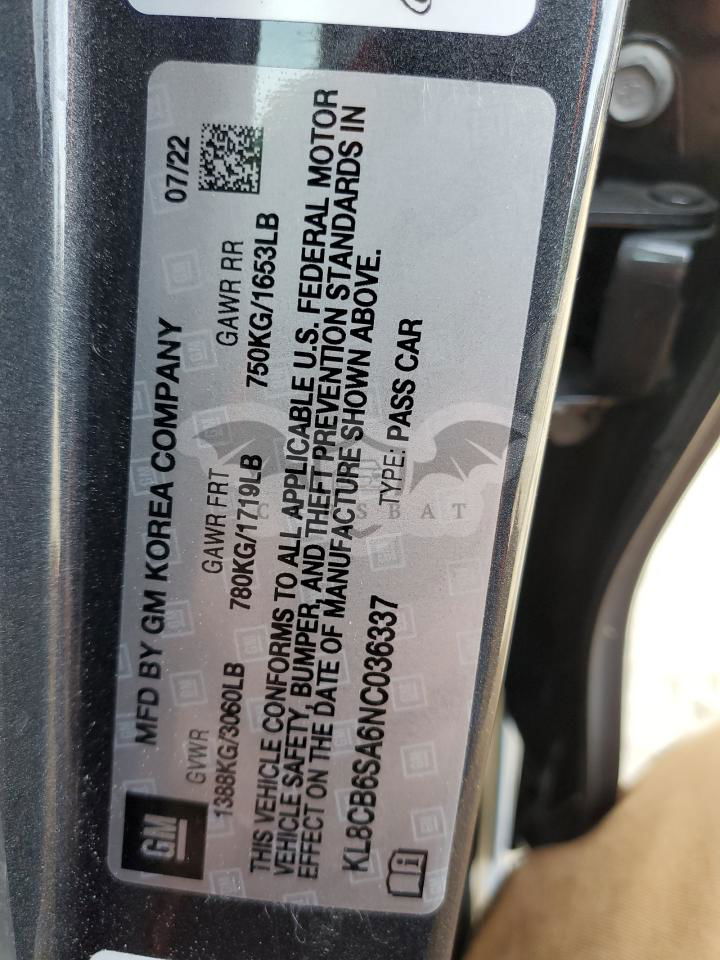 MFD BY GM KOREA COMPANY 07/22
GM
GVWR GAWR FRT GAWR RR
1388KG/3060LB 780KG/1719LB 750KG/1653LB
THIS VEHICLE CONFORMS TO ALL APPLICABLE U.S. FEDERAL MOTOR
VEHICLE SAFETY, BUMPER, AND THEFT PREVENTION STANDARDS IN
EFFECT ON THE DATE OF MANUFACTURE SHOWN ABOVE.
KL8CB6SA6NC036337 TYPE: PASS CAR